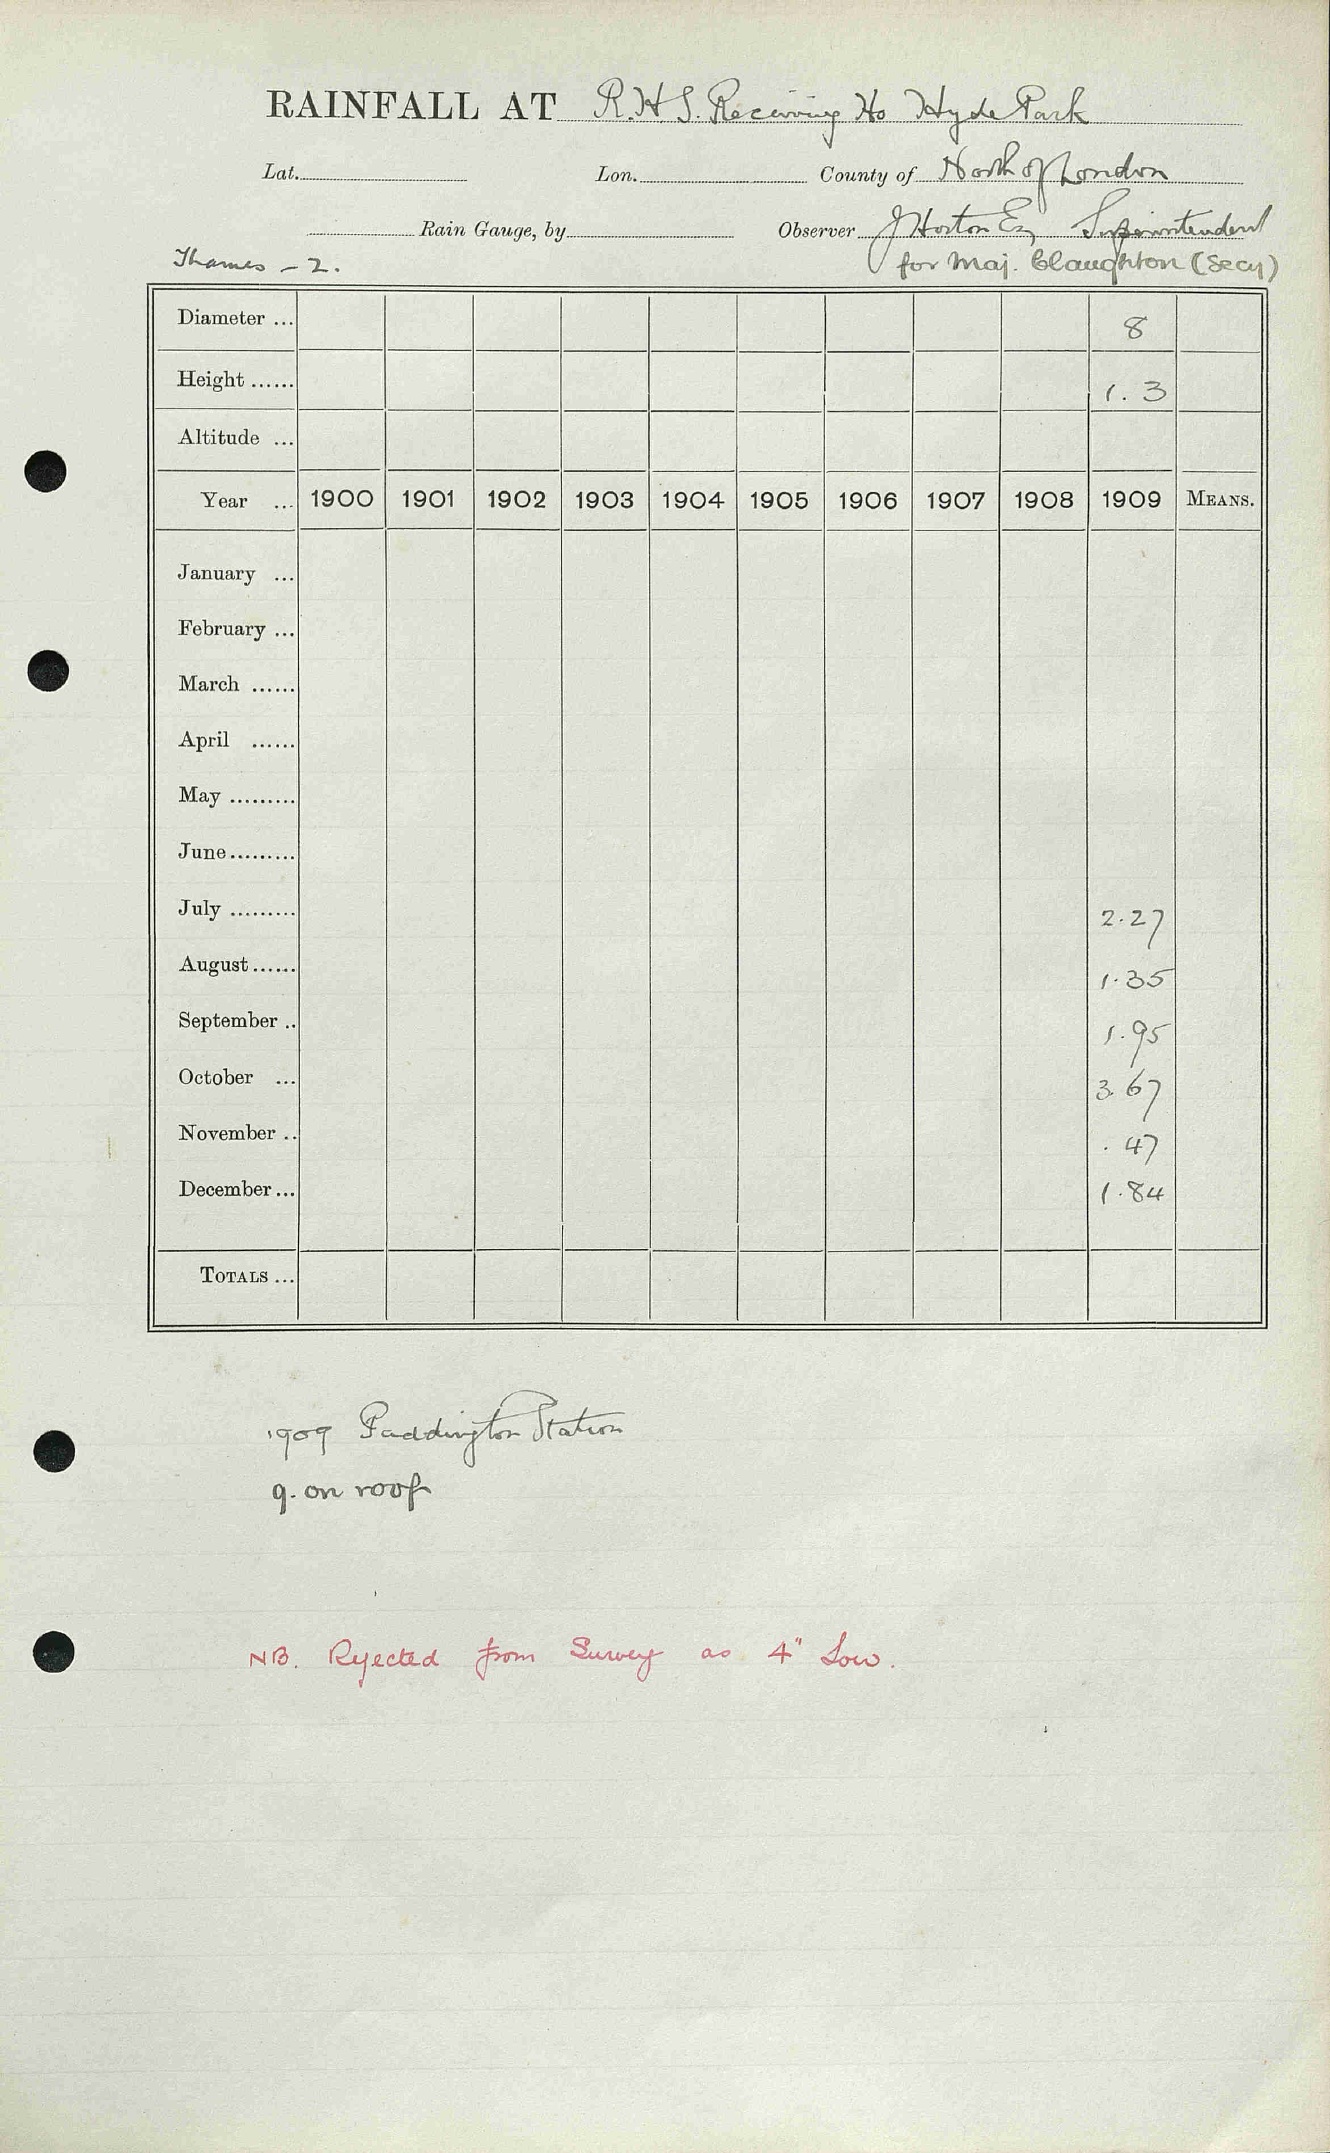 RAINFALL AT R.H.S. Receiving Ho Hyde Park
Lat. Lon. County of North of London
Rain Gauge, by Observer J Horton Esq Superintendent
Thames - 2. for Maj. Claughton (Secy)
Diameter ... 8
Height ...... 1. 3
Altitude ...
Year ... 1900 1901 1902 1903 1904 1905 1906 1907 1908 1909 MEANS.
January ...
February ...
March ......
April ......
May .........
June .........
July ......... 2.27
August ...... 1.35
September .. 1.95
October ... 3.67
November .. .47
December ... 1.84
TOTALS ...
1909 Paddington Station
g. on roof
NB. Rejected from Survey as 4" Low.